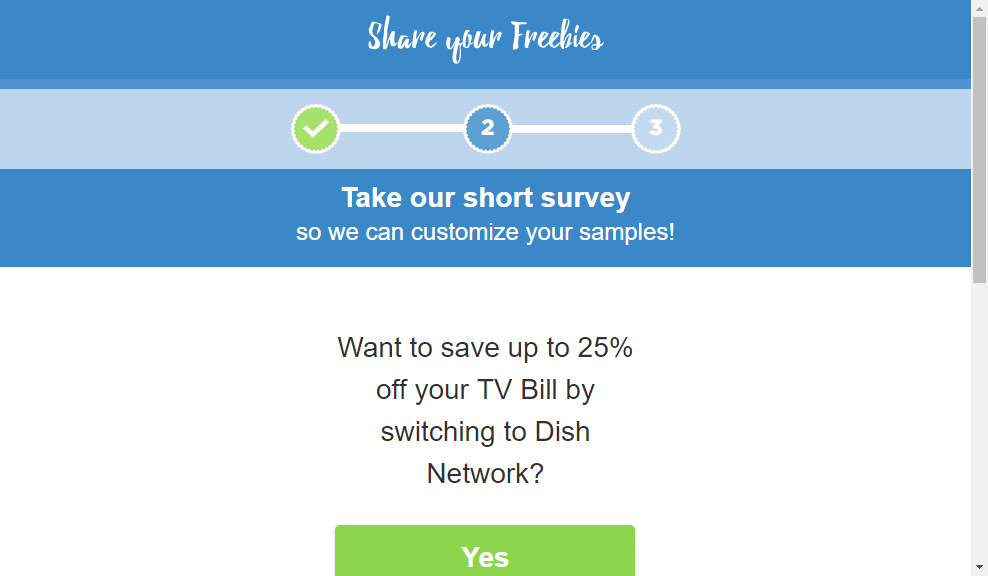 Share your Freebies
2 3
Take our short survey
so we can customize your samples!
Want to save up to 25%
off your TV Bill by
switching to Dish
Network?
Yes